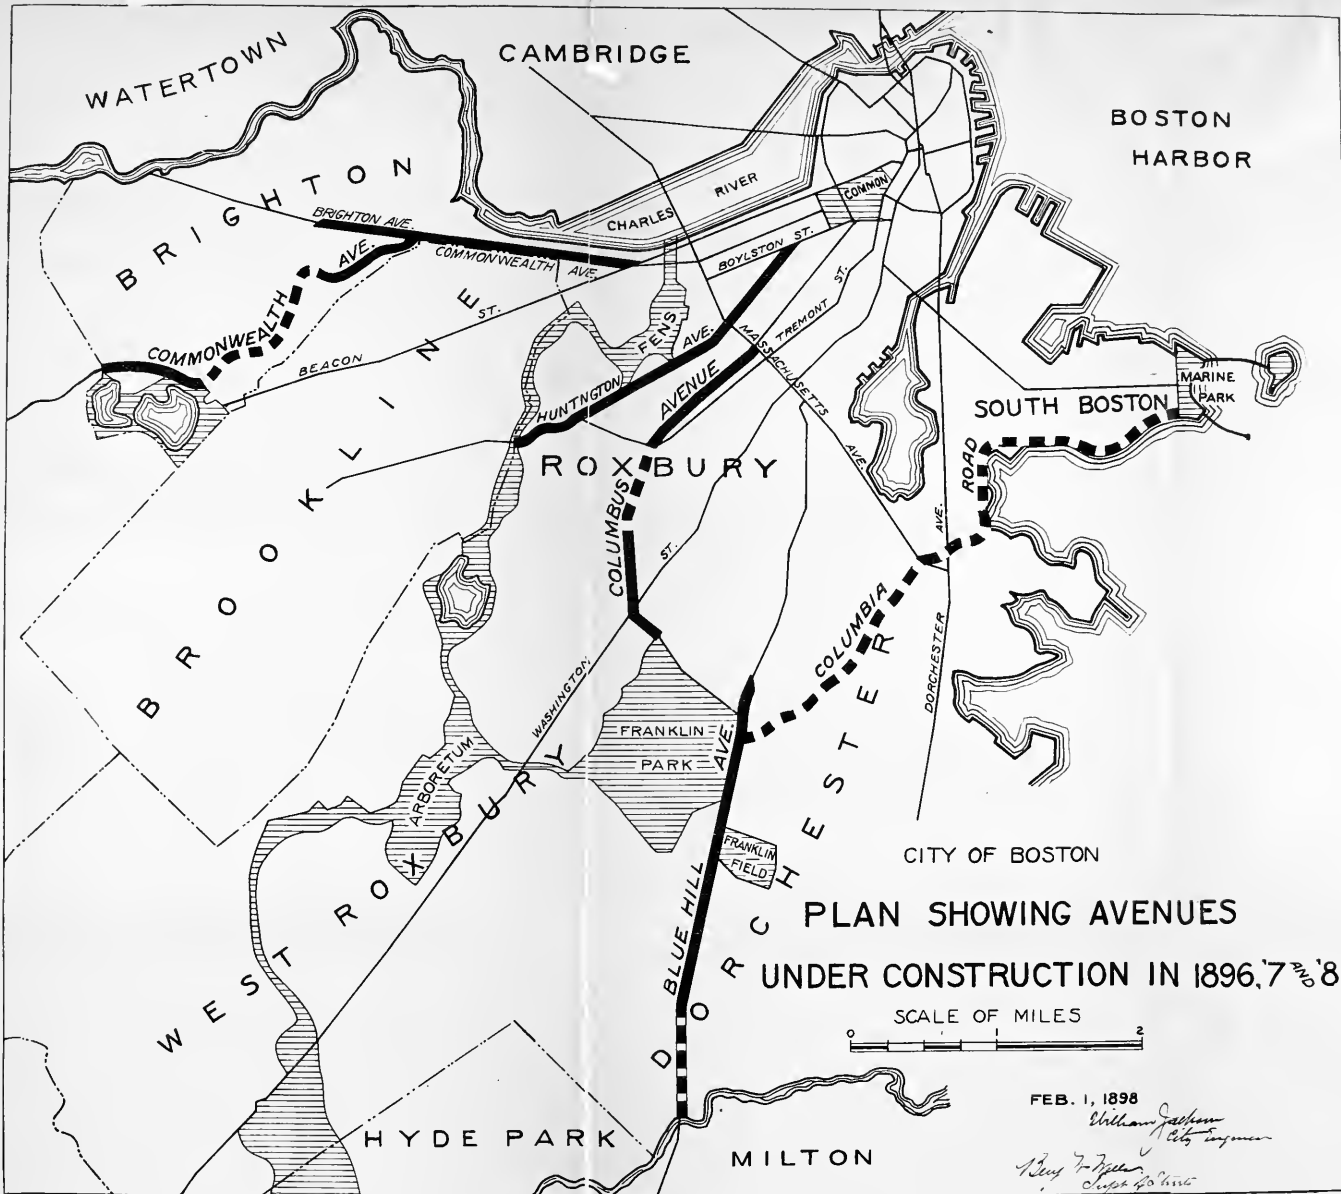 WATERTOWN
CAMBRIDGE
BOSTON
HARBOR
BRIGHTON
BRIGHTON AVE.
COMMONWEALTH AVE.
COMMONWEALTH AVE.
CHARLES RIVER
COMMON
BOYLSTON ST.
BEACON ST.
FENS
HUNTNGTON AVE.
MASSACHUSETTS AVE.
TREMONT ST.
COLUMBUS AVENUE
MARINE
PARK
SOUTH BOSTON
ROXBURY
BROOKLINE
COLUMBIA ROAD
DORCHESTER AVE.
WASHINGTON ST.
FRANKLIN
PARK
ARBORETUM
WEST ROXBURY
BLUE HILL AVE.
FRANKLIN
FIELD
DORCHESTER
HYDE PARK
MILTON
CITY OF BOSTON
PLAN SHOWING AVENUES
UNDER CONSTRUCTION IN 1896,'7 AND '8
SCALE OF MILES
0 1 2
FEB. 1, 1898
William Jackson
City Engineer